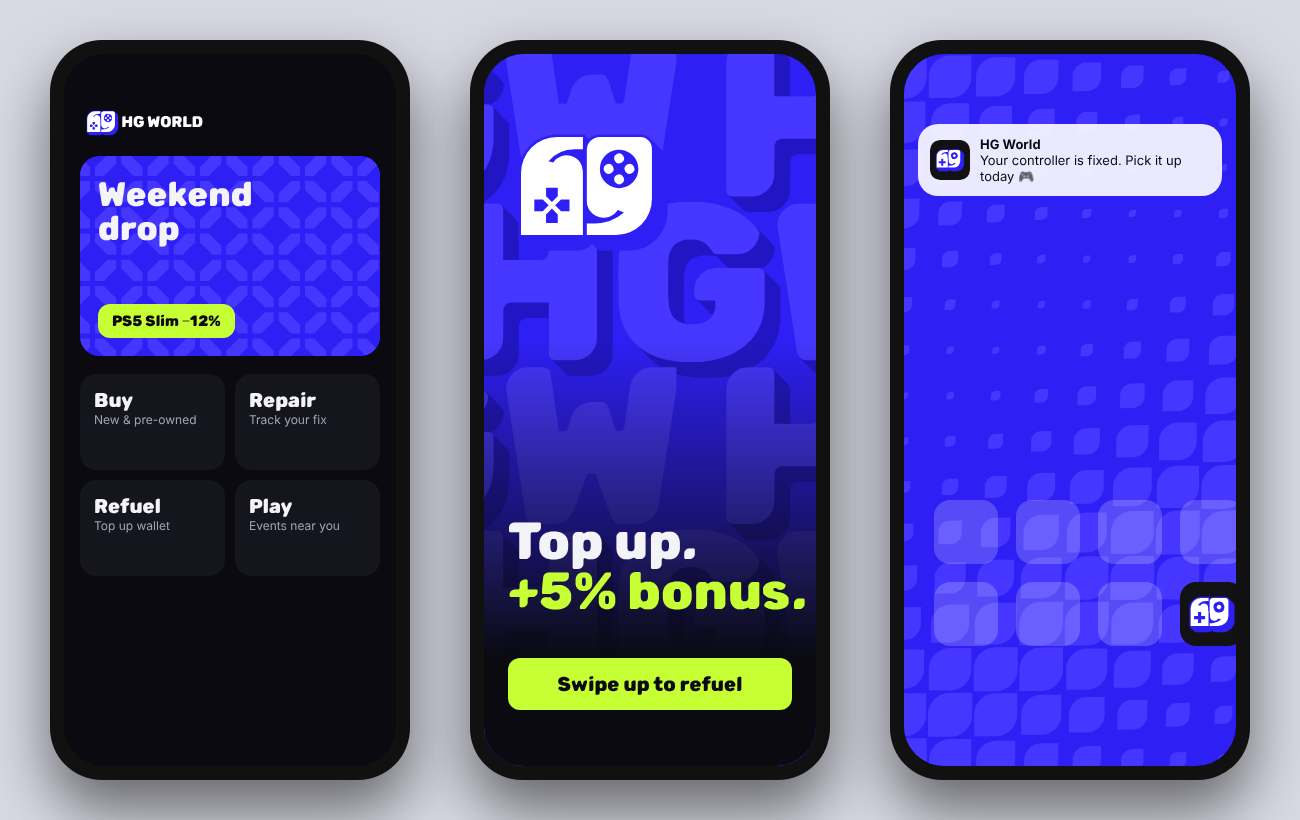 HG WORLD
Weekend
drop
PS5 Slim −12%
Buy
New & pre-owned
Repair
Track your fix
Refuel
Top up wallet
Play
Events near you
W H
HGW
W H
Top up.
+5% bonus.
Swipe up to refuel
HG World
Your controller is fixed. Pick it up
today 🎮